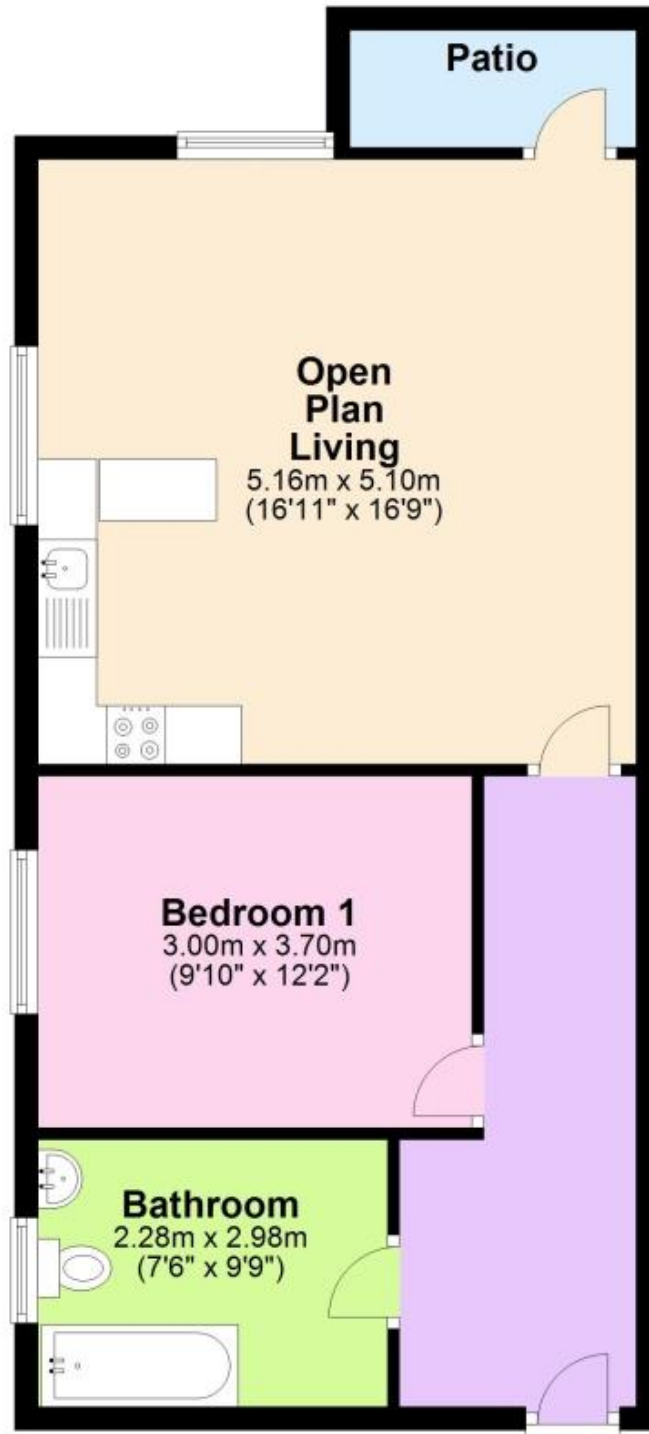 Patio
Open
Plan
Living
5.16m x 5.10m
(16'11" x 16'9")
Bedroom 1
3.00m x 3.70m
(9'10" x 12'2")
Bathroom
2.28m x 2.98m
(7'6" x 9'9")